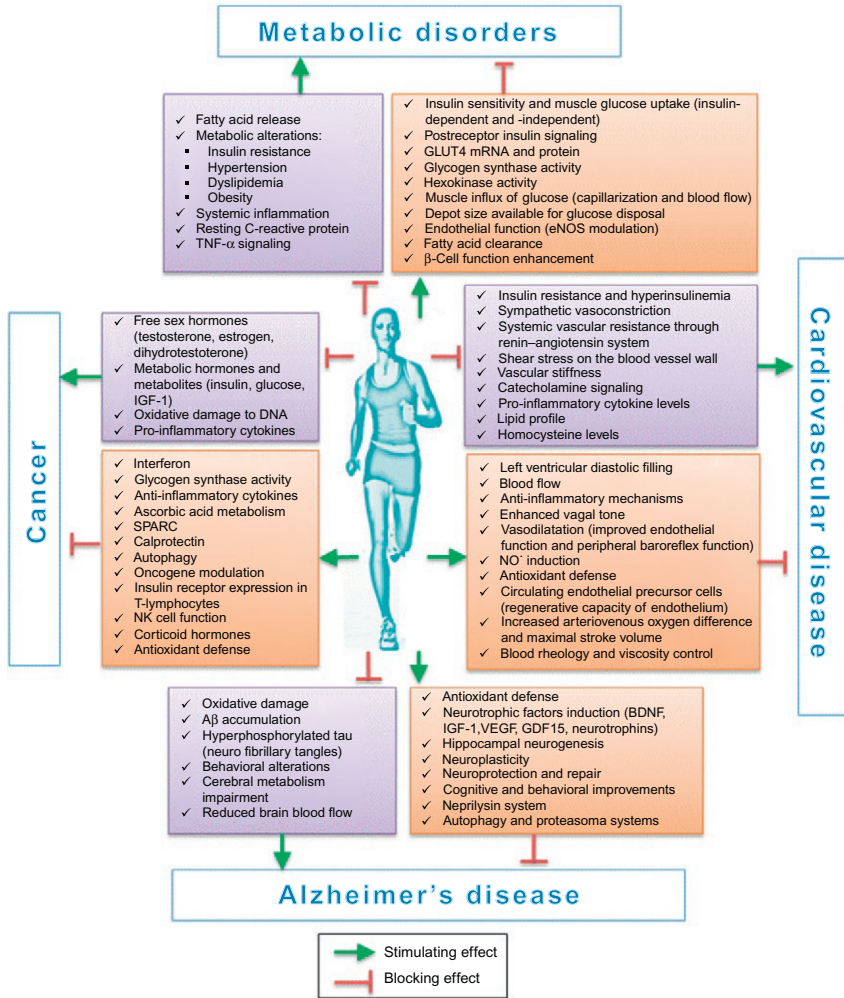 Metabolic disorders
✓ Fatty acid release
✓ Metabolic alterations:
▪ Insulin resistance
▪ Hypertension
▪ Dyslipidemia
▪ Obesity
✓ Systemic inflammation
✓ Resting C-reactive protein
✓ TNF-α signaling
✓ Insulin sensitivity and muscle glucose uptake (insulin-
dependent and -independent)
✓ Postreceptor insulin signaling
✓ GLUT4 mRNA and protein
✓ Glycogen synthase activity
✓ Hexokinase activity
✓ Muscle influx of glucose (capillarization and blood flow)
✓ Depot size available for glucose disposal
✓ Endothelial function (eNOS modulation)
✓ Fatty acid clearance
✓ β-Cell function enhancement
Cancer
✓ Free sex hormones
(testosterone, estrogen,
dihydrotestoterone)
✓ Metabolic hormones and
metabolites (insulin, glucose,
IGF-1)
✓ Oxidative damage to DNA
✓ Pro-inflammatory cytokines
✓ Insulin resistance and hyperinsulinemia
✓ Sympathetic vasoconstriction
✓ Systemic vascular resistance through
renin–angiotensin system
✓ Shear stress on the blood vessel wall
✓ Vascular stiffness
✓ Catecholamine signaling
✓ Pro-inflammatory cytokine levels
✓ Lipid profile
✓ Homocysteine levels
Cardiovascular disease
✓ Interferon
✓ Glycogen synthase activity
✓ Anti-inflammatory cytokines
✓ Ascorbic acid metabolism
✓ SPARC
✓ Calprotectin
✓ Autophagy
✓ Oncogene modulation
✓ Insulin receptor expression in
T-lymphocytes
✓ NK cell function
✓ Corticoid hormones
✓ Antioxidant defense
✓ Left ventricular diastolic filling
✓ Blood flow
✓ Anti-inflammatory mechanisms
✓ Enhanced vagal tone
✓ Vasodilatation (improved endothelial
function and peripheral baroreflex function)
✓ NO˙ induction
✓ Antioxidant defense
✓ Circulating endothelial precursor cells
(regenerative capacity of endothelium)
✓ Increased arteriovenous oxygen difference
and maximal stroke volume
✓ Blood rheology and viscosity control
✓ Oxidative damage
✓ Aβ accumulation
✓ Hyperphosphorylated tau
(neuro fibrillary tangles)
✓ Behavioral alterations
✓ Cerebral metabolism
impairment
✓ Reduced brain blood flow
✓ Antioxidant defense
✓ Neurotrophic factors induction (BDNF,
IGF-1,VEGF, GDF15, neurotrophins)
✓ Hippocampal neurogenesis
✓ Neuroplasticity
✓ Neuroprotection and repair
✓ Cognitive and behavioral improvements
✓ Neprilysin system
✓ Autophagy and proteasoma systems
Alzheimer's disease
Stimulating effect
Blocking effect